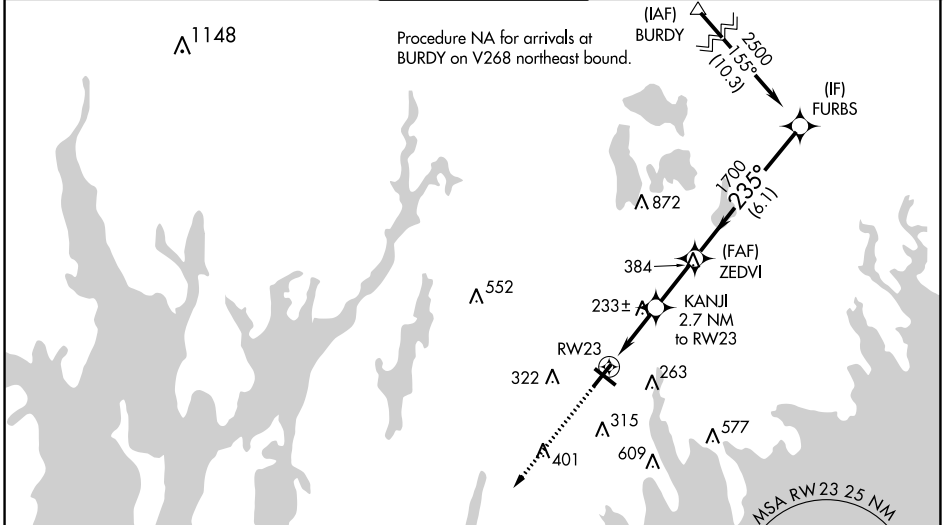 1148
Procedure NA for arrivals at
BURDY on V268 northeast bound.
(IAF)
BURDY
2500
155°
(10.3)
(IF)
FURBS
1700
235°
(6.1)
872
(FAF)
ZEDVI
384
552
233±
KANJI
2.7 NM
to RW23
RW23
322
263
315
577
401
609
MSA RW23 25 NM